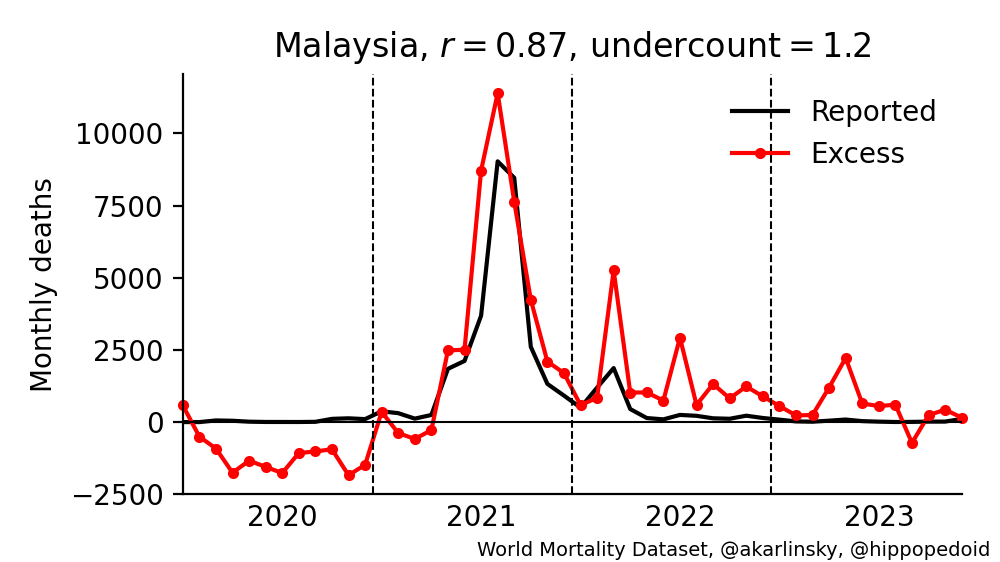 Malaysia, r = 0.87, undercount = 1.2
Reported
Excess
Monthly deaths
10000
7500
5000
2500
0
−2500
2020 2021 2022 2023
World Mortality Dataset, @akarlinsky, @hippopedoid